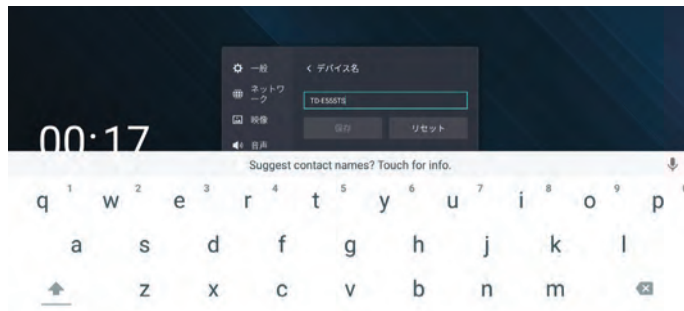 一般
ネットワーク
映像
音声
< デバイス名
TD-E555TS
保存 リセット
00:17
Suggest contact names? Touch for info.
q 1 w 2 e 3 r 4 t 5 y 6 u 7 i 8 o 9 p 0
a s d f g h j k l
z x c v b n m